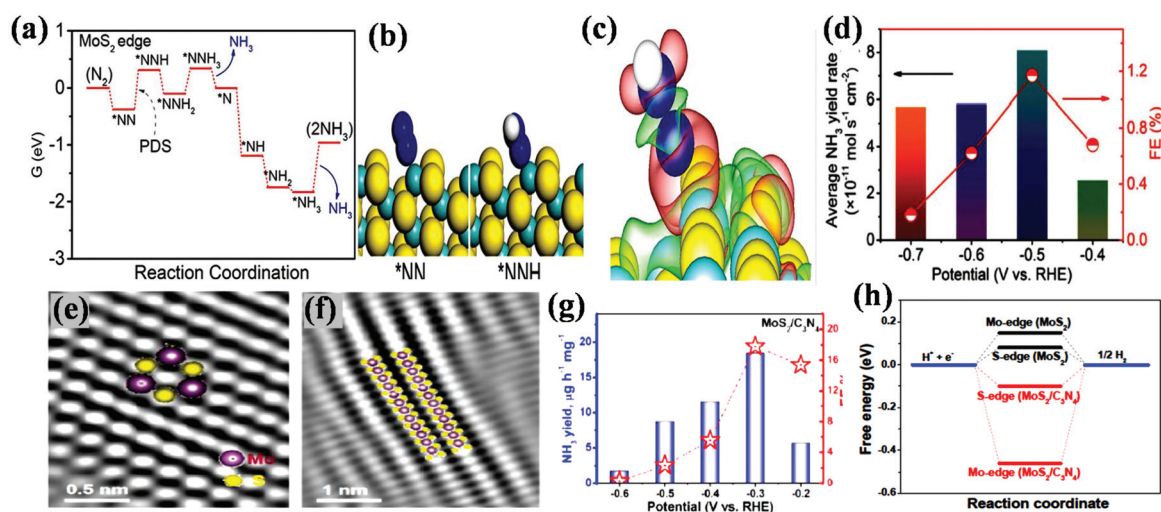 (a)
MoS2 edge
G (eV)
1
0
-1
-2
-3
(N2)
*NN
*NNH
PDS
*NNH2
*NNH3
NH3
*N
*NH
*NH2
*NH3
(2NH3)
NH3
Reaction Coordination
(b)
*NN
*NNH
(c)
(d)
Average NH3 yield rate
(×10-11 mol s-1 cm-2)
8
6
4
2
0
1.2
0.8
0.4
0.0
FE (%)
-0.7
-0.6
-0.5
-0.4
Potential (V vs. RHE)
(e)
Mo
S
0.5 nm
(f)
1 nm
(g)
MoS2/C3N4
NH3 yield, μg h-1 mg-1
20
15
10
5
0
20
16
12
8
4
0
-0.6
-0.5
-0.4
-0.3
-0.2
Potential (V vs. RHE)
(h)
Free energy (eV)
0.2
0.0
-0.2
-0.4
-0.6
Mo-edge (MoS2)
H+ + e-
S-edge (MoS2)
1/2 H2
S-edge (MoS2/C3N4)
Mo-edge (MoS2/C3N4)
Reaction coordinate